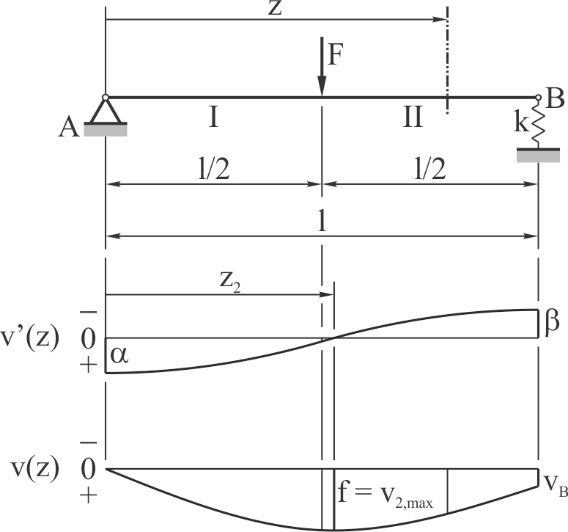 z
F
A
I
II
B
k
l/2
l/2
l
z₂
−
v'(z) 0
+
α
β
−
v(z) 0
+
f = v₂,max
vB